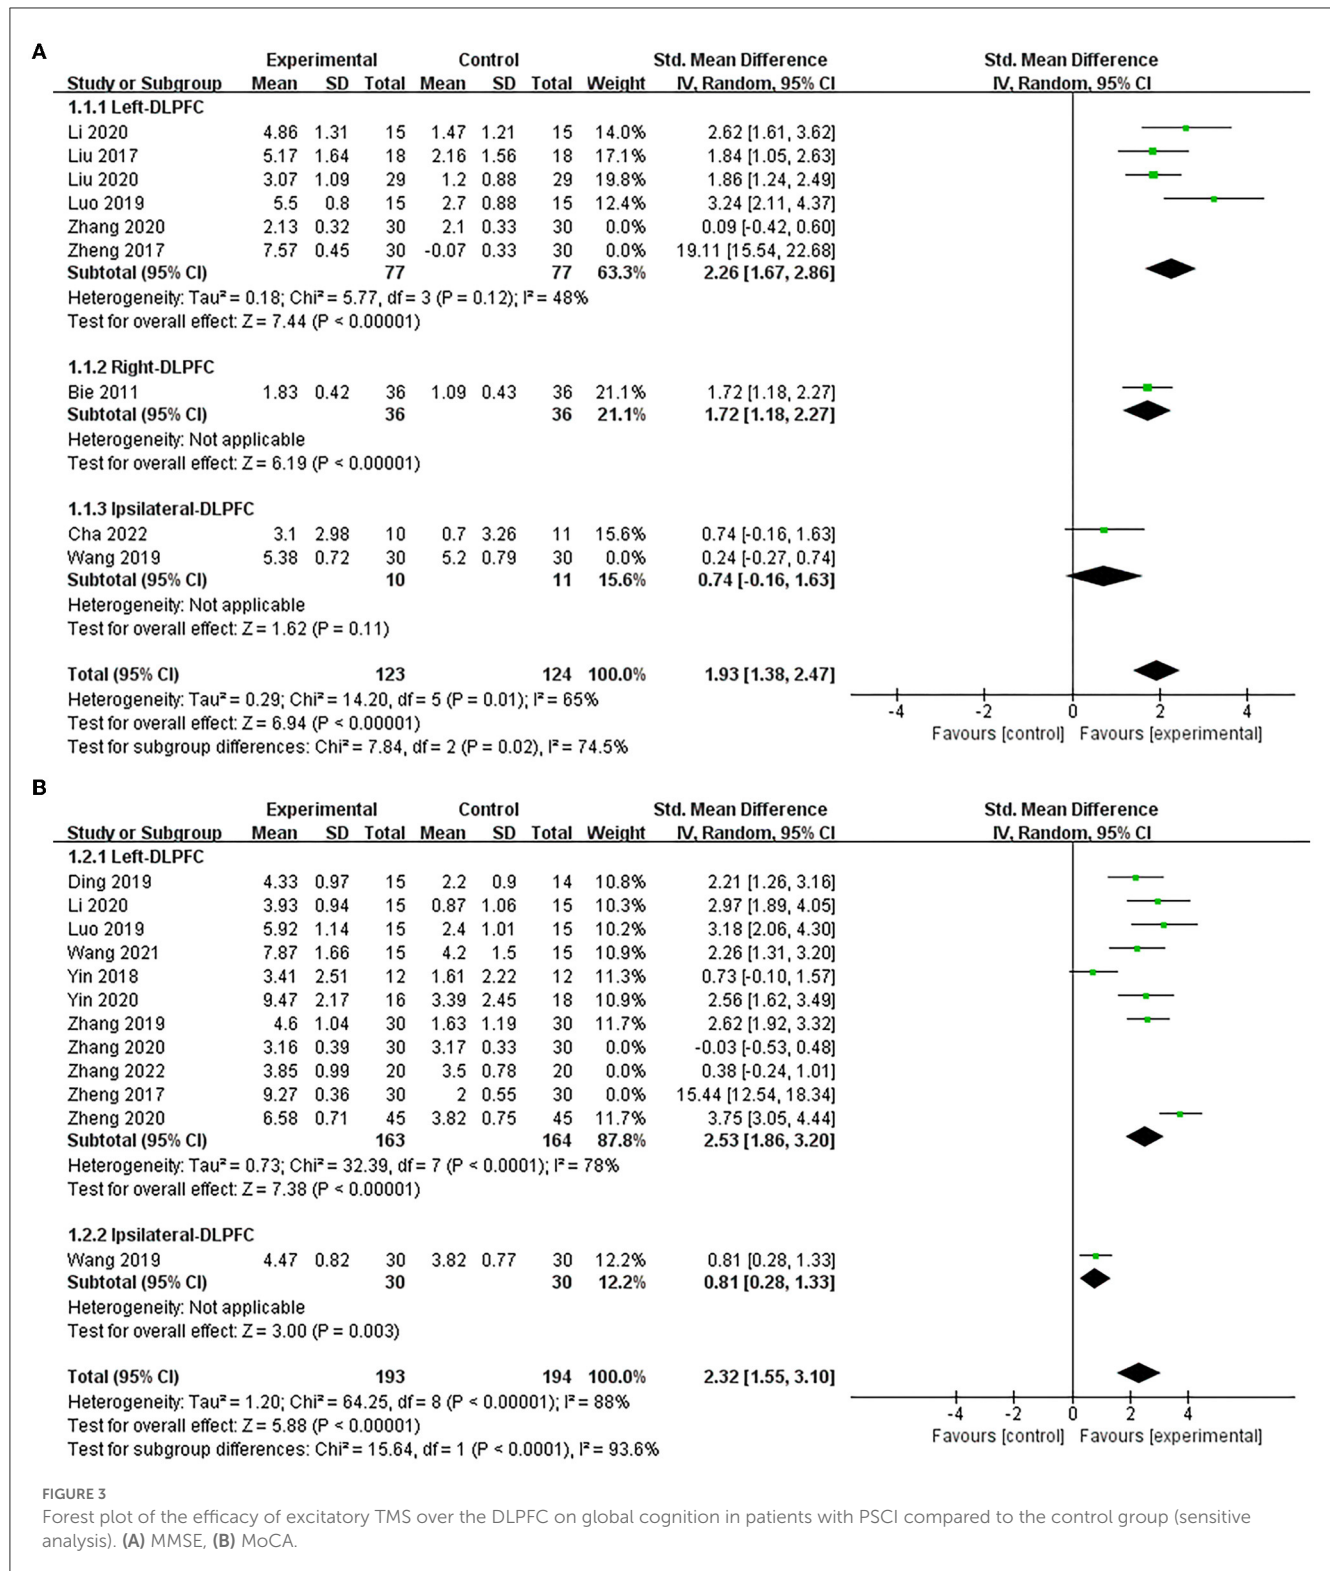 A
Experimental Control Std. Mean Difference Std. Mean Difference
Study or Subgroup Mean SD Total Mean SD Total Weight IV, Random, 95% CI IV, Random, 95% CI
1.1.1 Left-DLPFC
Li 2020 4.86 1.31 15 1.47 1.21 15 14.0% 2.62 [1.61, 3.62]
Liu 2017 5.17 1.64 18 2.16 1.56 18 17.1% 1.84 [1.05, 2.63]
Liu 2020 3.07 1.09 29 1.2 0.88 29 19.8% 1.86 [1.24, 2.49]
Luo 2019 5.5 0.8 15 2.7 0.88 15 12.4% 3.24 [2.11, 4.37]
Zhang 2020 2.13 0.32 30 2.1 0.33 30 0.0% 0.09 [-0.42, 0.60]
Zheng 2017 7.57 0.45 30 -0.07 0.33 30 0.0% 19.11 [15.54, 22.68]
Subtotal (95% CI) 77 77 63.3% 2.26 [1.67, 2.86]
Heterogeneity: Tau² = 0.18; Chi² = 5.77, df = 3 (P = 0.12); I² = 48%
Test for overall effect: Z = 7.44 (P < 0.00001)
1.1.2 Right-DLPFC
Bie 2011 1.83 0.42 36 1.09 0.43 36 21.1% 1.72 [1.18, 2.27]
Subtotal (95% CI) 36 36 21.1% 1.72 [1.18, 2.27]
Heterogeneity: Not applicable
Test for overall effect: Z = 6.19 (P < 0.00001)
1.1.3 Ipsilateral-DLPFC
Cha 2022 3.1 2.98 10 0.7 3.26 11 15.6% 0.74 [-0.16, 1.63]
Wang 2019 5.38 0.72 30 5.2 0.79 30 0.0% 0.24 [-0.27, 0.74]
Subtotal (95% CI) 10 11 15.6% 0.74 [-0.16, 1.63]
Heterogeneity: Not applicable
Test for overall effect: Z = 1.62 (P = 0.11)
Total (95% CI) 123 124 100.0% 1.93 [1.38, 2.47]
Heterogeneity: Tau² = 0.29; Chi² = 14.20, df = 5 (P = 0.01); I² = 65%
Test for overall effect: Z = 6.94 (P < 0.00001)
Test for subgroup differences: Chi² = 7.84, df = 2 (P = 0.02), I² = 74.5%
-4 -2 0 2 4
Favours [control] Favours [experimental]
B
Experimental Control Std. Mean Difference Std. Mean Difference
Study or Subgroup Mean SD Total Mean SD Total Weight IV, Random, 95% CI IV, Random, 95% CI
1.2.1 Left-DLPFC
Ding 2019 4.33 0.97 15 2.2 0.9 14 10.8% 2.21 [1.26, 3.16]
Li 2020 3.93 0.94 15 0.87 1.06 15 10.3% 2.97 [1.89, 4.05]
Luo 2019 5.92 1.14 15 2.4 1.01 15 10.2% 3.18 [2.06, 4.30]
Wang 2021 7.87 1.66 15 4.2 1.5 15 10.9% 2.26 [1.31, 3.20]
Yin 2018 3.41 2.51 12 1.61 2.22 12 11.3% 0.73 [-0.10, 1.57]
Yin 2020 9.47 2.17 16 3.39 2.45 18 10.9% 2.56 [1.62, 3.49]
Zhang 2019 4.6 1.04 30 1.63 1.19 30 11.7% 2.62 [1.92, 3.32]
Zhang 2020 3.16 0.39 30 3.17 0.33 30 0.0% -0.03 [-0.53, 0.48]
Zhang 2022 3.85 0.99 20 3.5 0.78 20 0.0% 0.38 [-0.24, 1.01]
Zheng 2017 9.27 0.36 30 2 0.55 30 0.0% 15.44 [12.54, 18.34]
Zheng 2020 6.58 0.71 45 3.82 0.75 45 11.7% 3.75 [3.05, 4.44]
Subtotal (95% CI) 163 164 87.8% 2.53 [1.86, 3.20]
Heterogeneity: Tau² = 0.73; Chi² = 32.39, df = 7 (P < 0.0001); I² = 78%
Test for overall effect: Z = 7.38 (P < 0.00001)
1.2.2 Ipsilateral-DLPFC
Wang 2019 4.47 0.82 30 3.82 0.77 30 12.2% 0.81 [0.28, 1.33]
Subtotal (95% CI) 30 30 12.2% 0.81 [0.28, 1.33]
Heterogeneity: Not applicable
Test for overall effect: Z = 3.00 (P = 0.003)
Total (95% CI) 193 194 100.0% 2.32 [1.55, 3.10]
Heterogeneity: Tau² = 1.20; Chi² = 64.25, df = 8 (P < 0.00001); I² = 88%
Test for overall effect: Z = 5.88 (P < 0.00001)
Test for subgroup differences: Chi² = 15.64, df = 1 (P < 0.0001), I² = 93.6%
-4 -2 0 2 4
Favours [control] Favours [experimental]
FIGURE 3
Forest plot of the efficacy of excitatory TMS over the DLPFC on global cognition in patients with PSCI compared to the control group (sensitive
analysis). (A) MMSE, (B) MoCA.